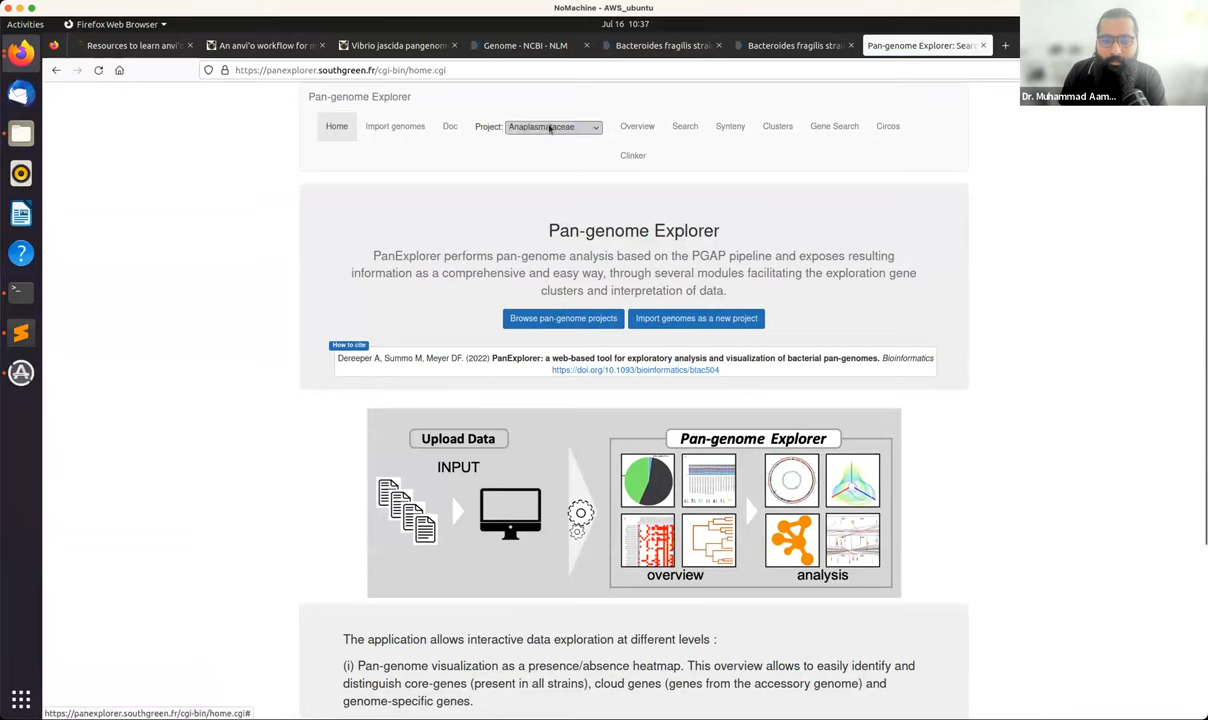 NoMachine - AWS_ubuntu
Activities
Firefox Web Browser
Jul 16 10:37
Resources to learn anvi'
An anvi'o workflow for m
Vibrio jascida pangenom
Genome - NCBI - NLM
Bacteroides fragilis strai
Bacteroides fragilis strai
Pan-genome Explorer: Sear
https://panexplorer.southgreen.fr/cgi-bin/home.cgi
Dr. Muhammad Aam...
Pan-genome Explorer
Home
Import genomes
Doc
Project:
Anaplasmataceae
Overview
Search
Synteny
Clusters
Gene Search
Circos
Clinker
Pan-genome Explorer
PanExplorer performs pan-genome analysis based on the PGAP pipeline and exposes resulting
information as a comprehensive and easy way, through several modules facilitating the exploration gene
clusters and interpretation of data.
Browse pan-genome projects
Import genomes as a new project
How to cite
Dereeper A, Summo M, Meyer DF. (2022) PanExplorer: a web-based tool for exploratory analysis and visualization of bacterial pan-genomes. Bioinformatics
https://doi.org/10.1093/bioinformatics/btac504
Upload Data
INPUT
Pan-genome Explorer
overview
analysis
The application allows interactive data exploration at different levels :
(i) Pan-genome visualization as a presence/absence heatmap. This overview allows to easily identify and
distinguish core-genes (present in all strains), cloud genes (genes from the accessory genome) and
genome-specific genes.
https://panexplorer.southgreen.fr/cgi-bin/home.cgi#